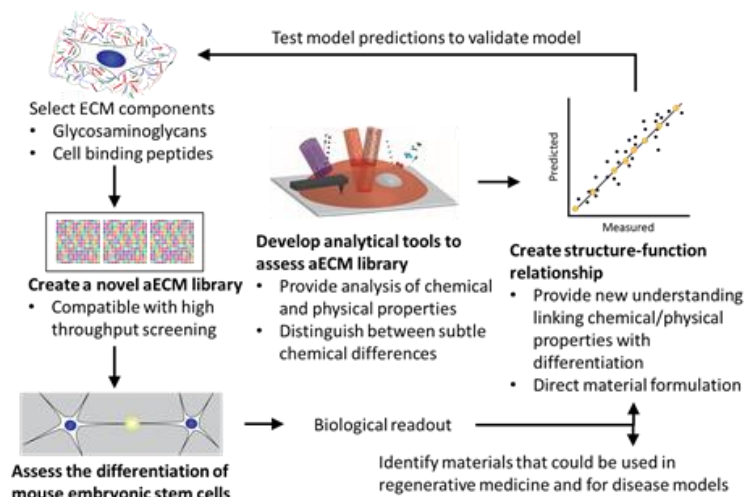 Test model predictions to validate model
Select ECM components
• Glycosaminoglycans
• Cell binding peptides
Create a novel aECM library
• Compatible with high
throughput screening
Assess the differentiation of
mouse embryonic stem cells
Develop analytical tools to
assess aECM library
• Provide analysis of chemical
and physical properties
• Distinguish between subtle
chemical differences
Predicted
Measured
Create structure-function
relationship
• Provide new understanding
linking chemical/physical
properties with
differentiation
• Direct material formulation
Biological readout
Identify materials that could be used in
regenerative medicine and for disease models